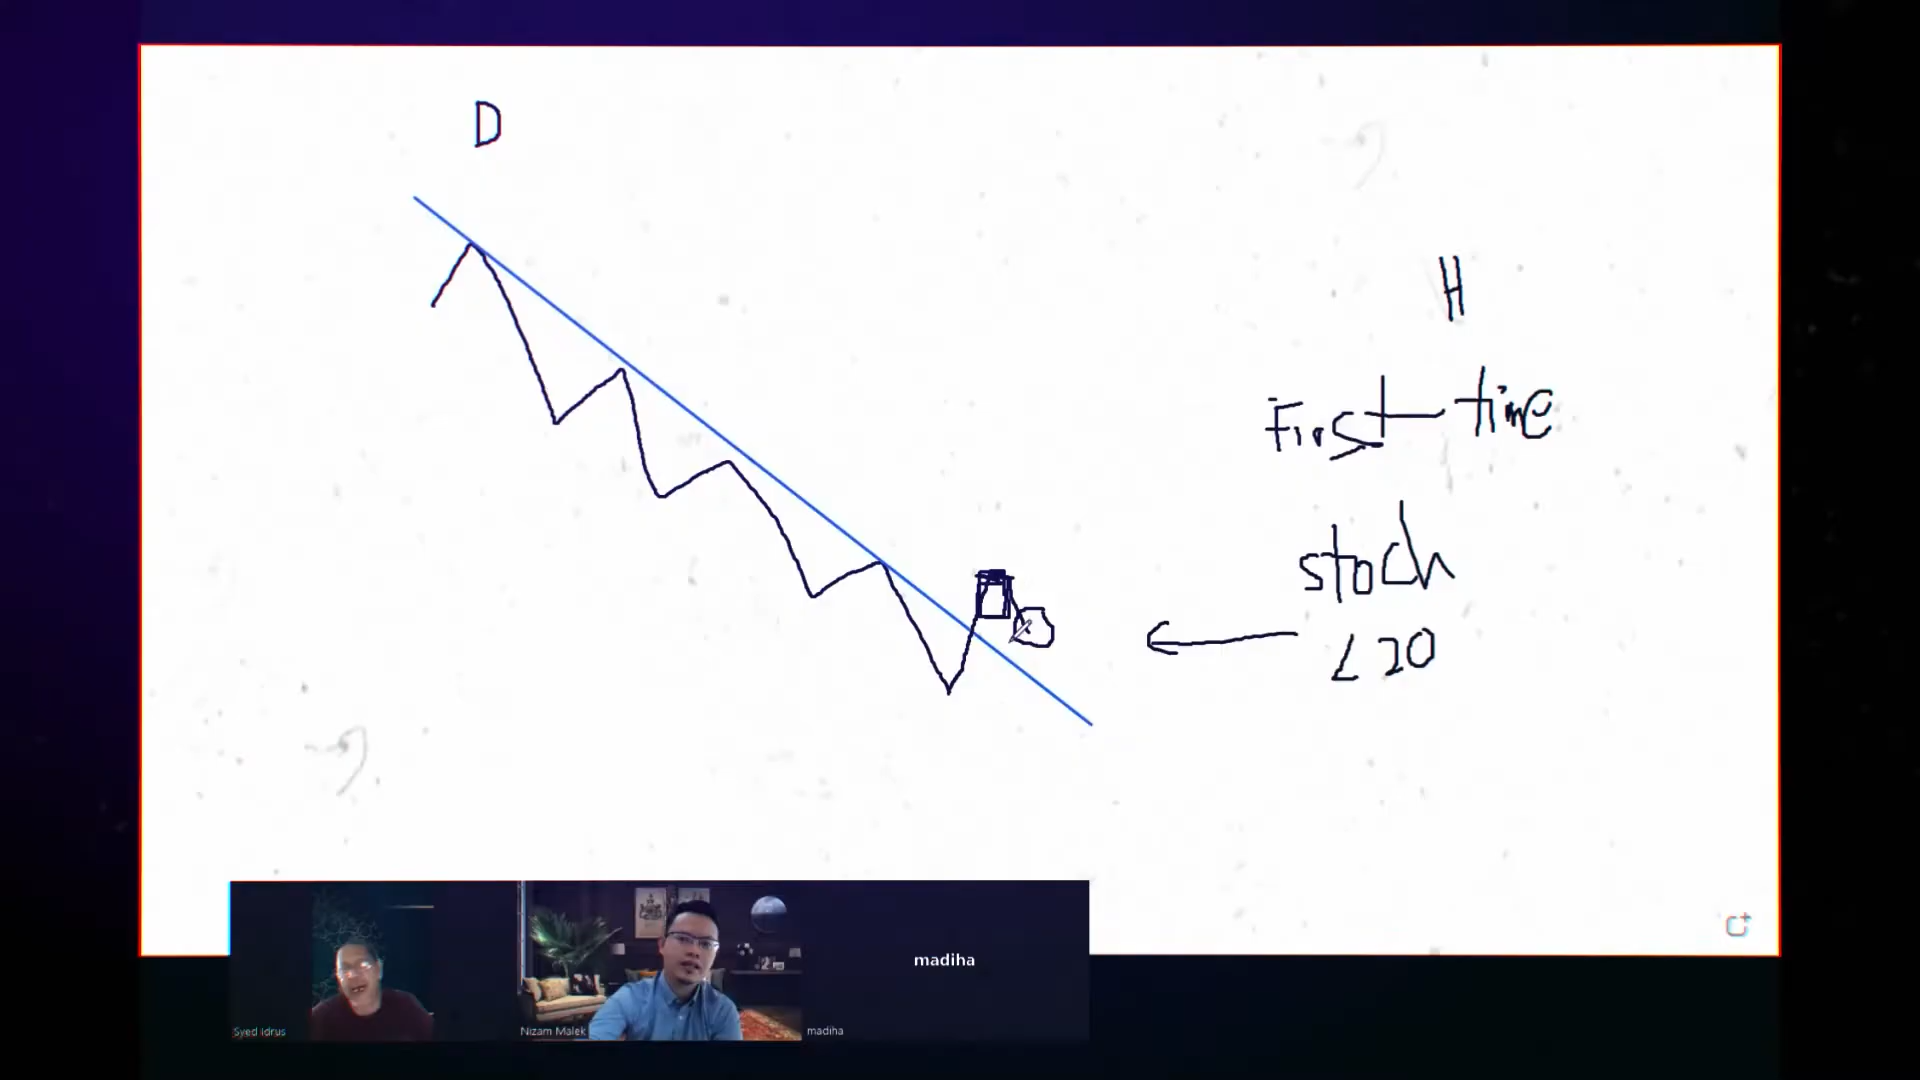 D
H
First time
stoch
< 20
madiha
Syed Idrus
Nizam Malek
madiha